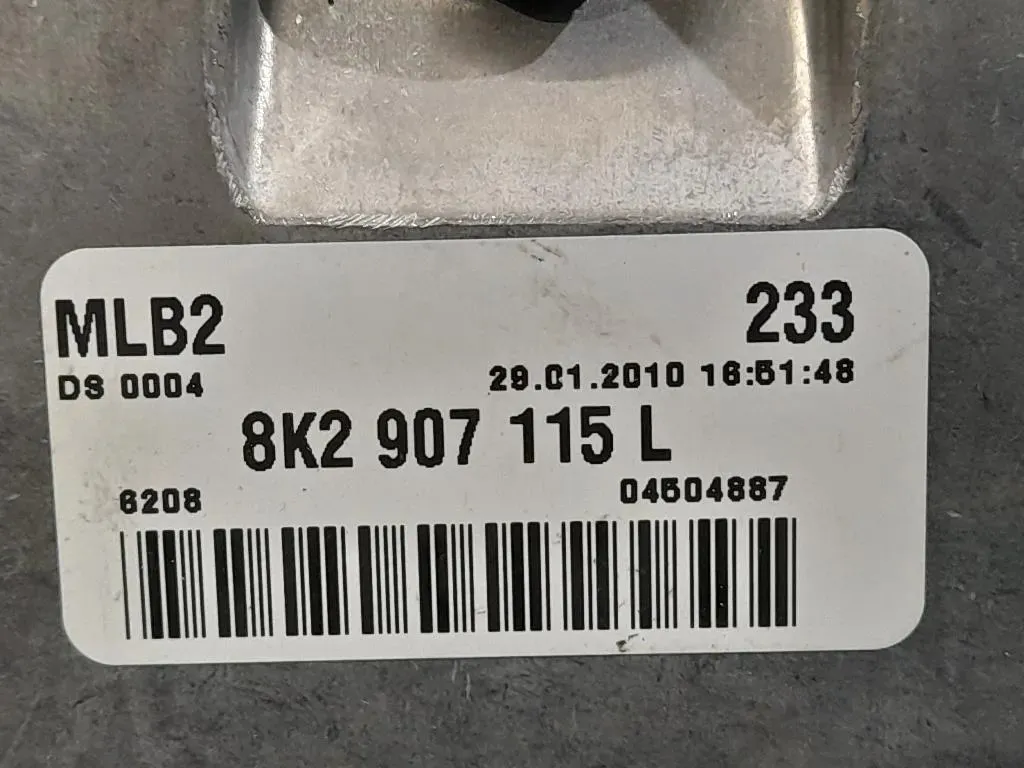 MLB2 233
DS 0004 29.01.2010 16:51:48
8K2 907 115 L
6208 04504887